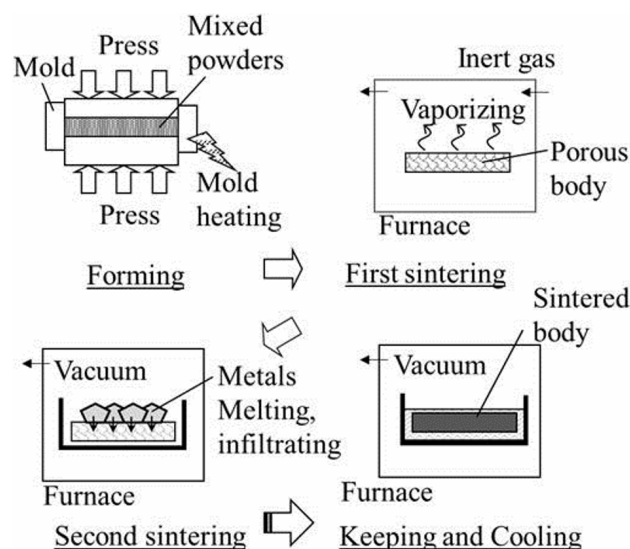 Press
Mixed
powders
Mold
Mold
heating
Press
Forming
Inert gas
Vaporizing
Porous
body
Furnace
First sintering
Vacuum
Metals
Melting,
infiltrating
Furnace
Second sintering
Sintered
body
Vacuum
Furnace
Keeping and Cooling